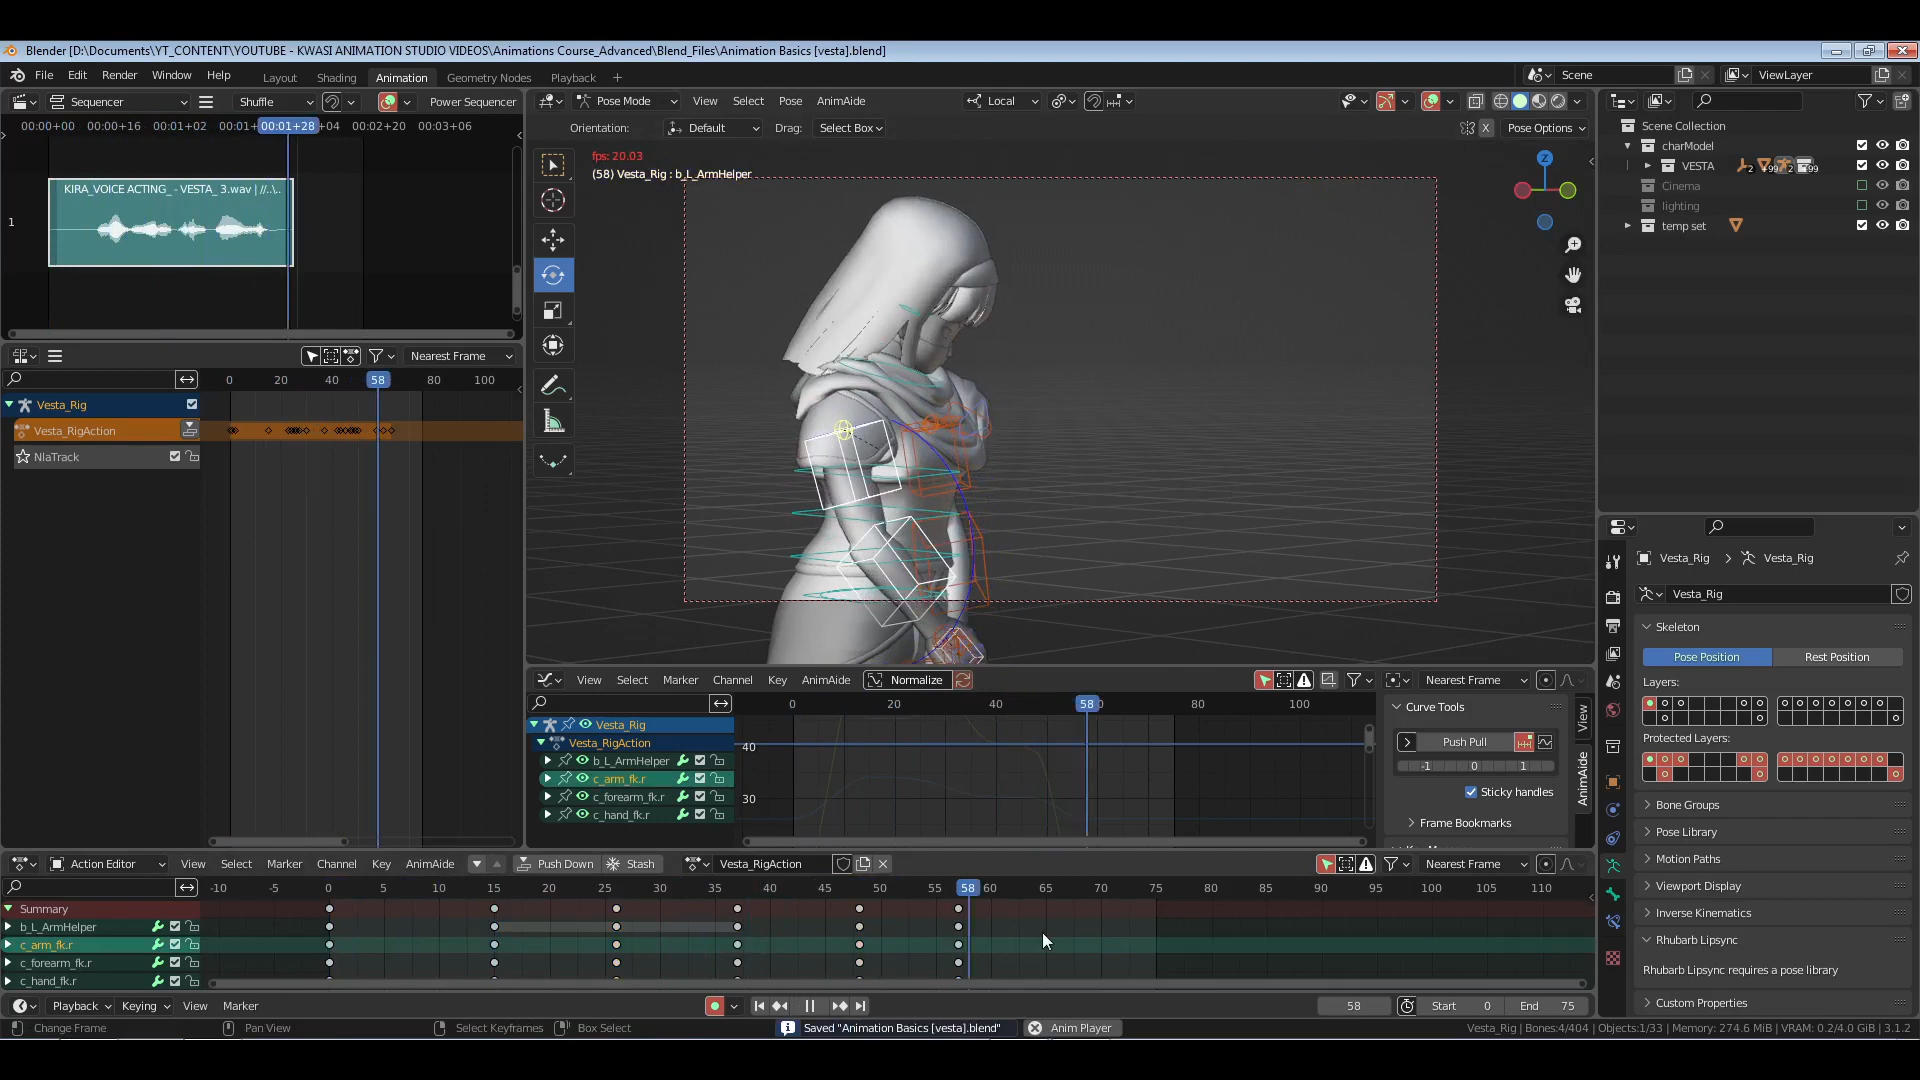 Blender [D:\Documents\YT_CONTENT\YOUTUBE - KWASI ANIMATION STUDIO VIDEOS\Animations Course_Advanced\Blend_Files\Animation Basics [vesta].blend]
File Edit Render Window Help Layout Shading Animation Geometry Nodes Playback + Scene ViewLayer
Sequencer Shuffle Power Sequencer Pose Mode View Select Pose AnimAide Local
00:00+00 00:00+16 00:01+02 00:01+ 00:01+28 +04 00:02+20 00:03+06
Orientation: Default Drag: Select Box X Pose Options
Scene Collection
charModel
VESTA
Cinema
lighting
temp set
fps: 20.03
(58) Vesta_Rig : b_L_ArmHelper
KIRA_VOICE ACTING_ - VESTA_ 3.wav | //..\..
1
Z
Nearest Frame
0 20 40 58 80 100
Vesta_Rig
Vesta_RigAction
NlaTrack
View Select Marker Channel Key AnimAide Normalize Nearest Frame
0 20 40 58 80 100
Vesta_Rig
Vesta_RigAction
b_L_ArmHelper
c_arm_fk.r
c_forearm_fk.r
c_hand_fk.r
40
30
Curve Tools
Push Pull
-1 0 1
Sticky handles
Frame Bookmarks
View
AnimAide
Vesta_Rig Vesta_Rig
Vesta_Rig
Skeleton
Pose Position Rest Position
Layers:
Protected Layers:
Bone Groups
Pose Library
Motion Paths
Viewport Display
Inverse Kinematics
Rhubarb Lipsync
Rhubarb Lipsync requires a pose library
Custom Properties
Action Editor View Select Marker Channel Key AnimAide Push Down Stash Vesta_RigAction Nearest Frame
-10 0 5 15 20 25 30 35 40 45 50 55 58 60 65 70 75 80 85 90 95 100 105 110
Summary
b_L_ArmHelper
c_arm_fk.r
c_forearm_fk.r
c_hand_fk.r
Playback Keying View Marker 58 Start 0 End 75
Change Frame Pan View Select Keyframes Box Select Saved "Animation Basics [vesta].blend" Anim Player Vesta_Rig | Bones:4/404 | Objects:1/33 | Memory: 274.6 MiB | VRAM: 0.2/4.0 GiB | 3.1.2